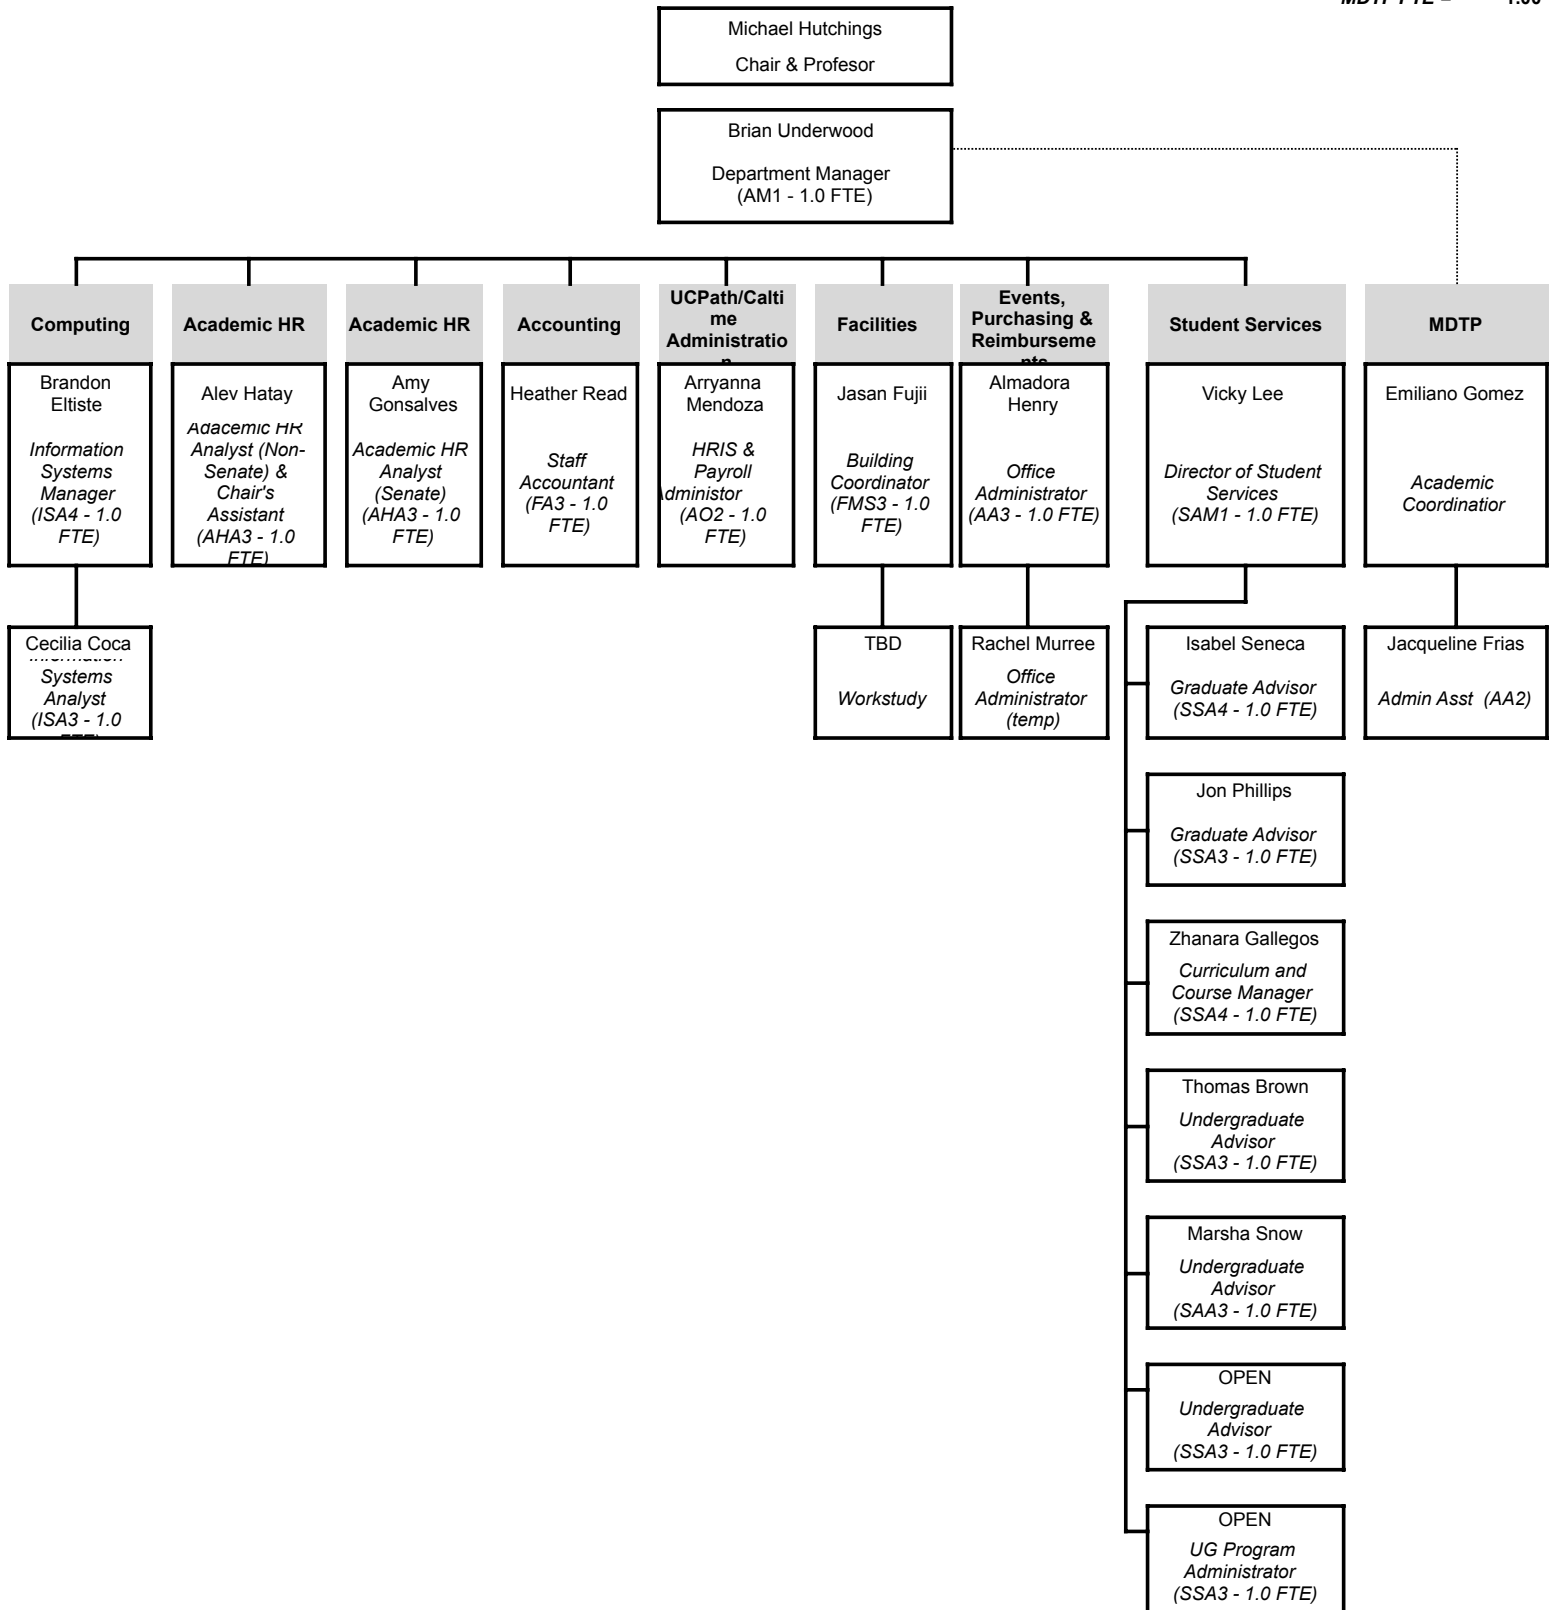 MDTP FTE = 1.00
Michael Hutchings
Chair & Profesor
Brian Underwood
Department Manager
(AM1 - 1.0 FTE)
Computing
Academic HR
Academic HR
Accounting
UCPath/Calti
me
Administratio
n
Facilities
Events,
Purchasing &
Reimburseme
nts
Student Services
MDTP
Brandon
Eltiste
Information
Systems
Manager
(ISA4 - 1.0
FTE)
Alev Hatay
Adacemic HR
Analyst (Non-
Senate) &
Chair's
Assistant
(AHA3 - 1.0
FTE)
Amy
Gonsalves
Academic HR
Analyst
(Senate)
(AHA3 - 1.0
FTE)
Heather Read
Staff
Accountant
(FA3 - 1.0
FTE)
Arryanna
Mendoza
HRIS &
Payroll
Administor
(AO2 - 1.0
FTE)
Jasan Fujii
Building
Coordinator
(FMS3 - 1.0
FTE)
Almadora
Henry
Office
Administrator
(AA3 - 1.0 FTE)
Vicky Lee
Director of Student
Services
(SAM1 - 1.0 FTE)
Emiliano Gomez
Academic
Coordinatior
Cecilia Coca
Information
Systems
Analyst
(ISA3 - 1.0
FTE)
TBD
Workstudy
Rachel Murree
Office
Administrator
(temp)
Isabel Seneca
Graduate Advisor
(SSA4 - 1.0 FTE)
Jacqueline Frias
Admin Asst (AA2)
Jon Phillips
Graduate Advisor
(SSA3 - 1.0 FTE)
Zhanara Gallegos
Curriculum and
Course Manager
(SSA4 - 1.0 FTE)
Thomas Brown
Undergraduate
Advisor
(SSA3 - 1.0 FTE)
Marsha Snow
Undergraduate
Advisor
(SAA3 - 1.0 FTE)
OPEN
Undergraduate
Advisor
(SSA3 - 1.0 FTE)
OPEN
UG Program
Administrator
(SSA3 - 1.0 FTE)